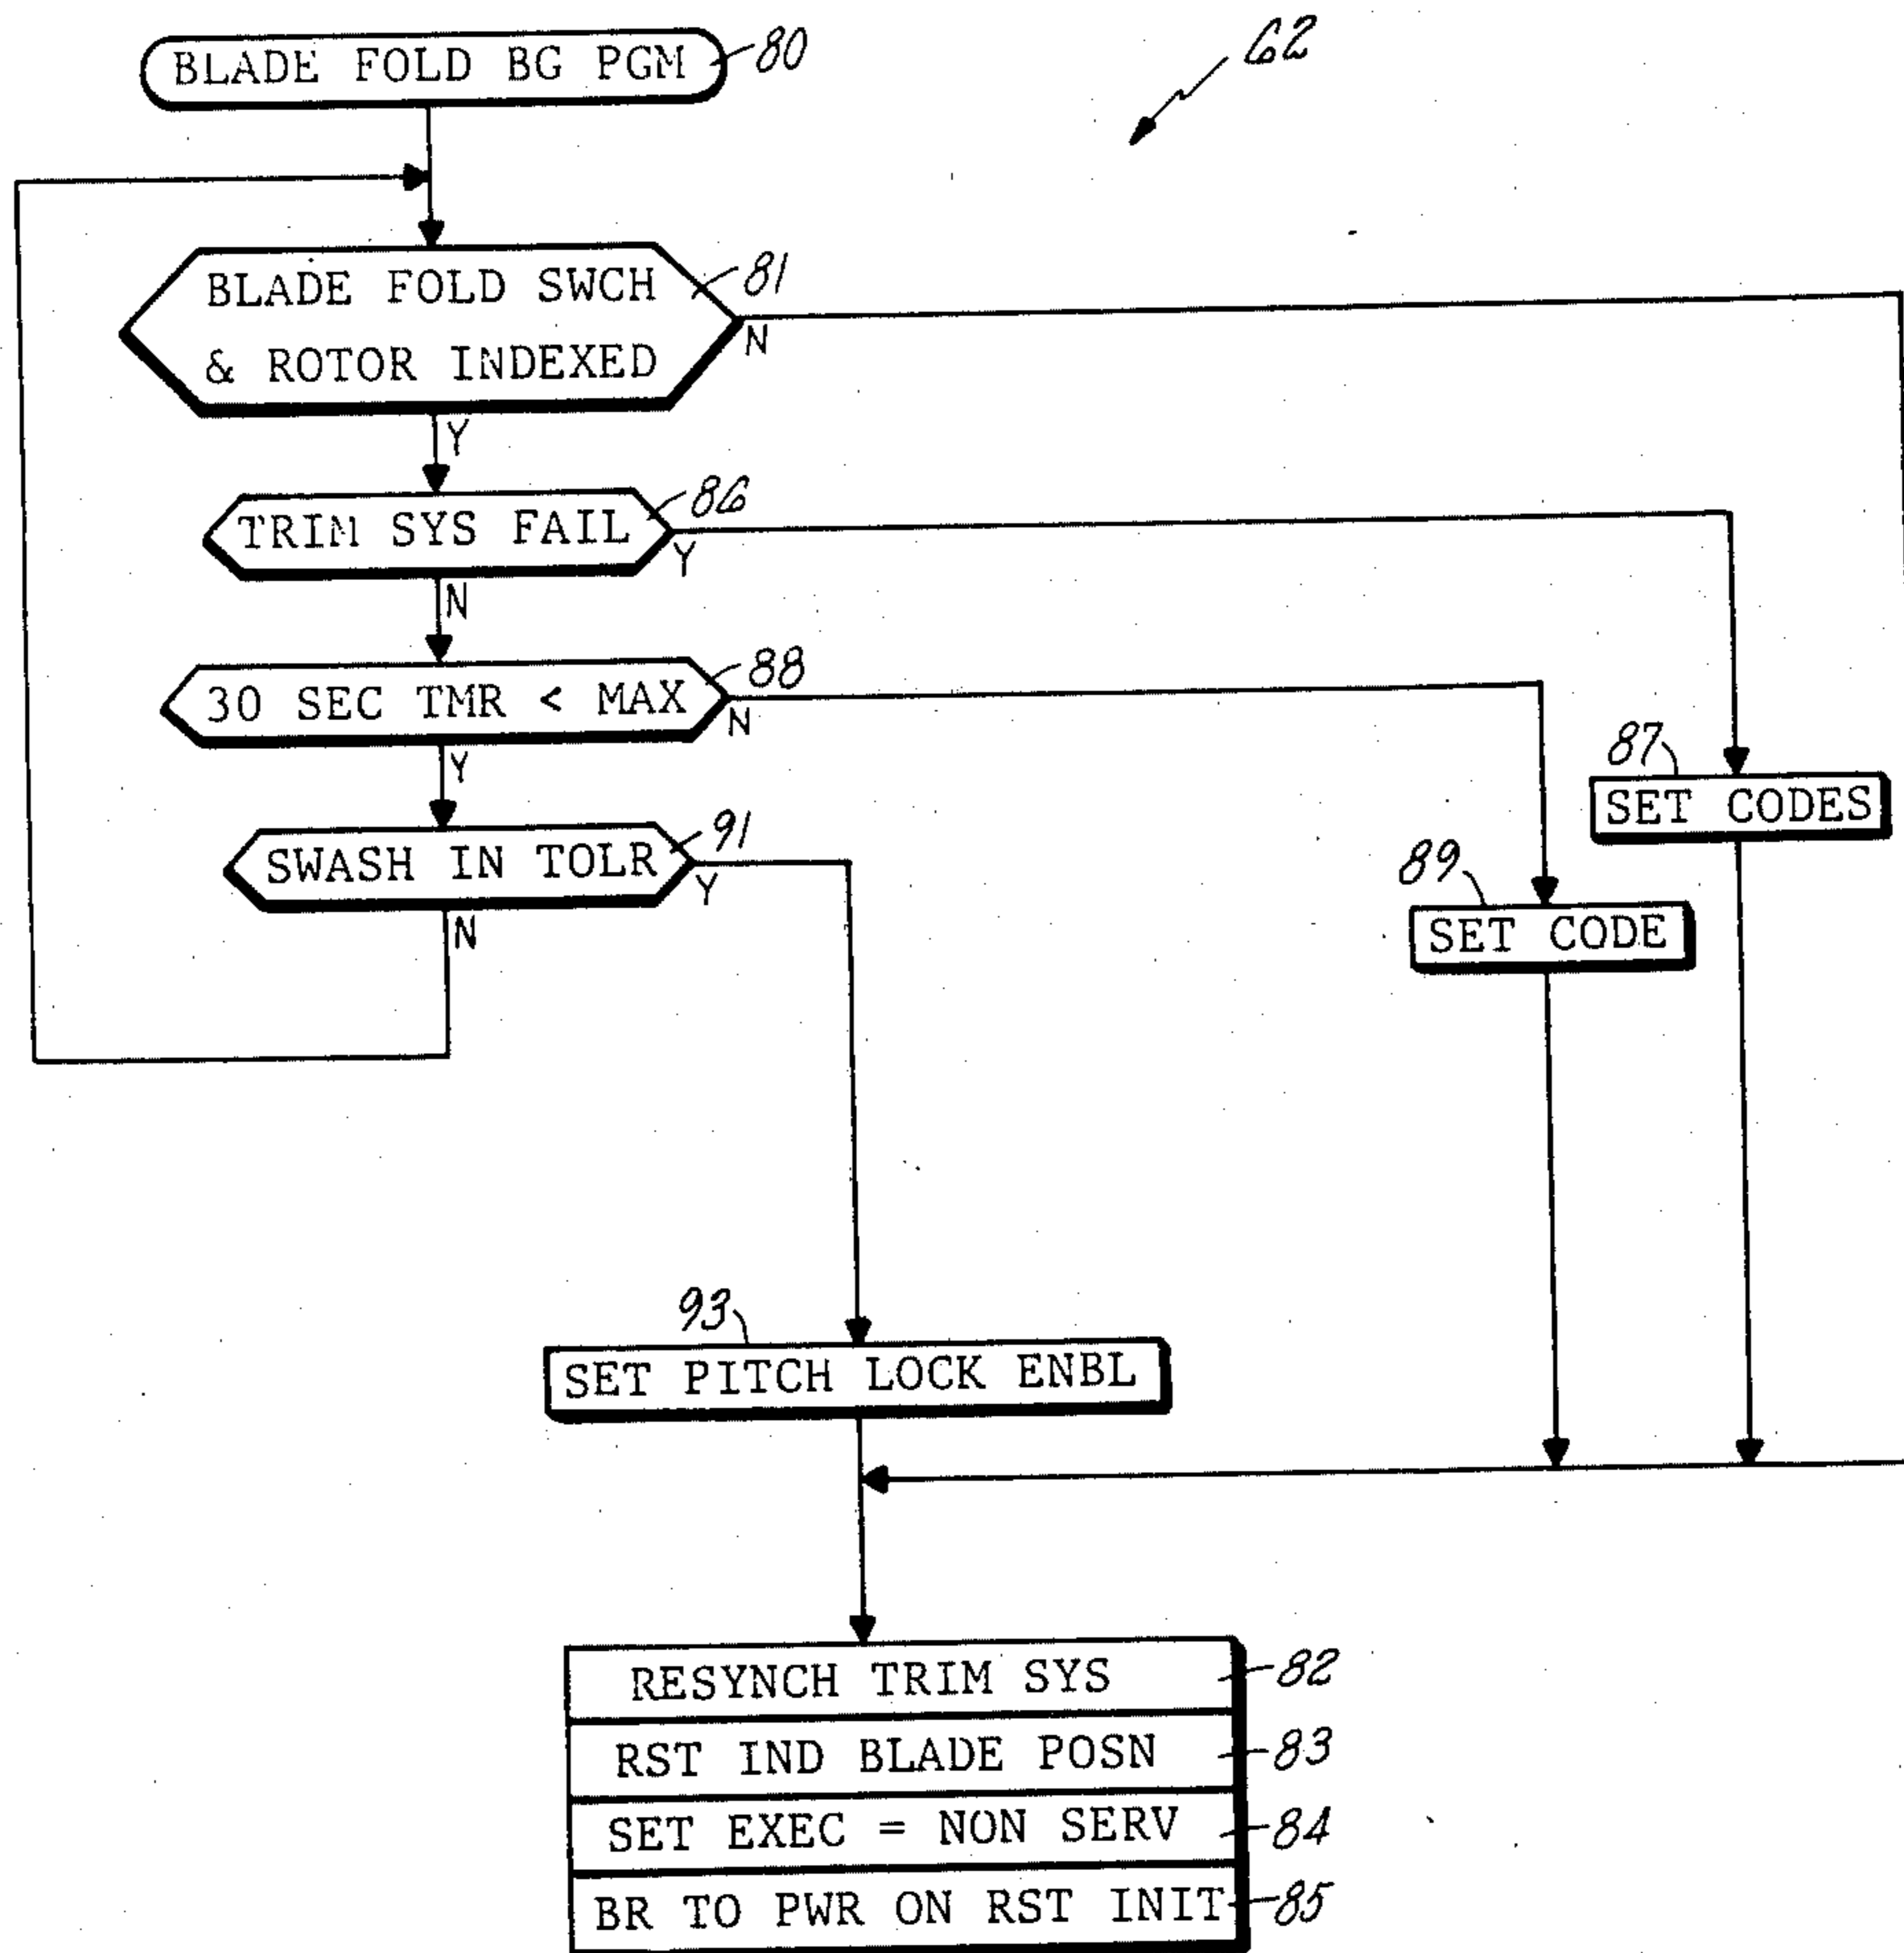 62
BLADE FOLD BG PGM
80
BLADE FOLD SWCH
& ROTOR INDEXED
81
N
Y
TRIM SYS FAIL
86
Y
N
30 SEC TMR < MAX
88
N
Y
SWASH IN TOLR
91
Y
N
87
SET CODES
89
SET CODE
93
SET PITCH LOCK ENBL
RESYNCH TRIM SYS
82
RST IND BLADE POSN
83
SET EXEC = NON SERV
84
BR TO PWR ON RST INIT
85